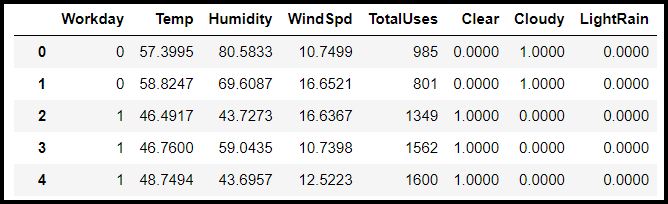 Workday Temp Humidity WindSpd TotalUses Clear Cloudy LightRain
0 0 57.3995 80.5833 10.7499 985 0.0000 1.0000 0.0000
1 0 58.8247 69.6087 16.6521 801 0.0000 1.0000 0.0000
2 1 46.4917 43.7273 16.6367 1349 1.0000 0.0000 0.0000
3 1 46.7600 59.0435 10.7398 1562 1.0000 0.0000 0.0000
4 1 48.7494 43.6957 12.5223 1600 1.0000 0.0000 0.0000